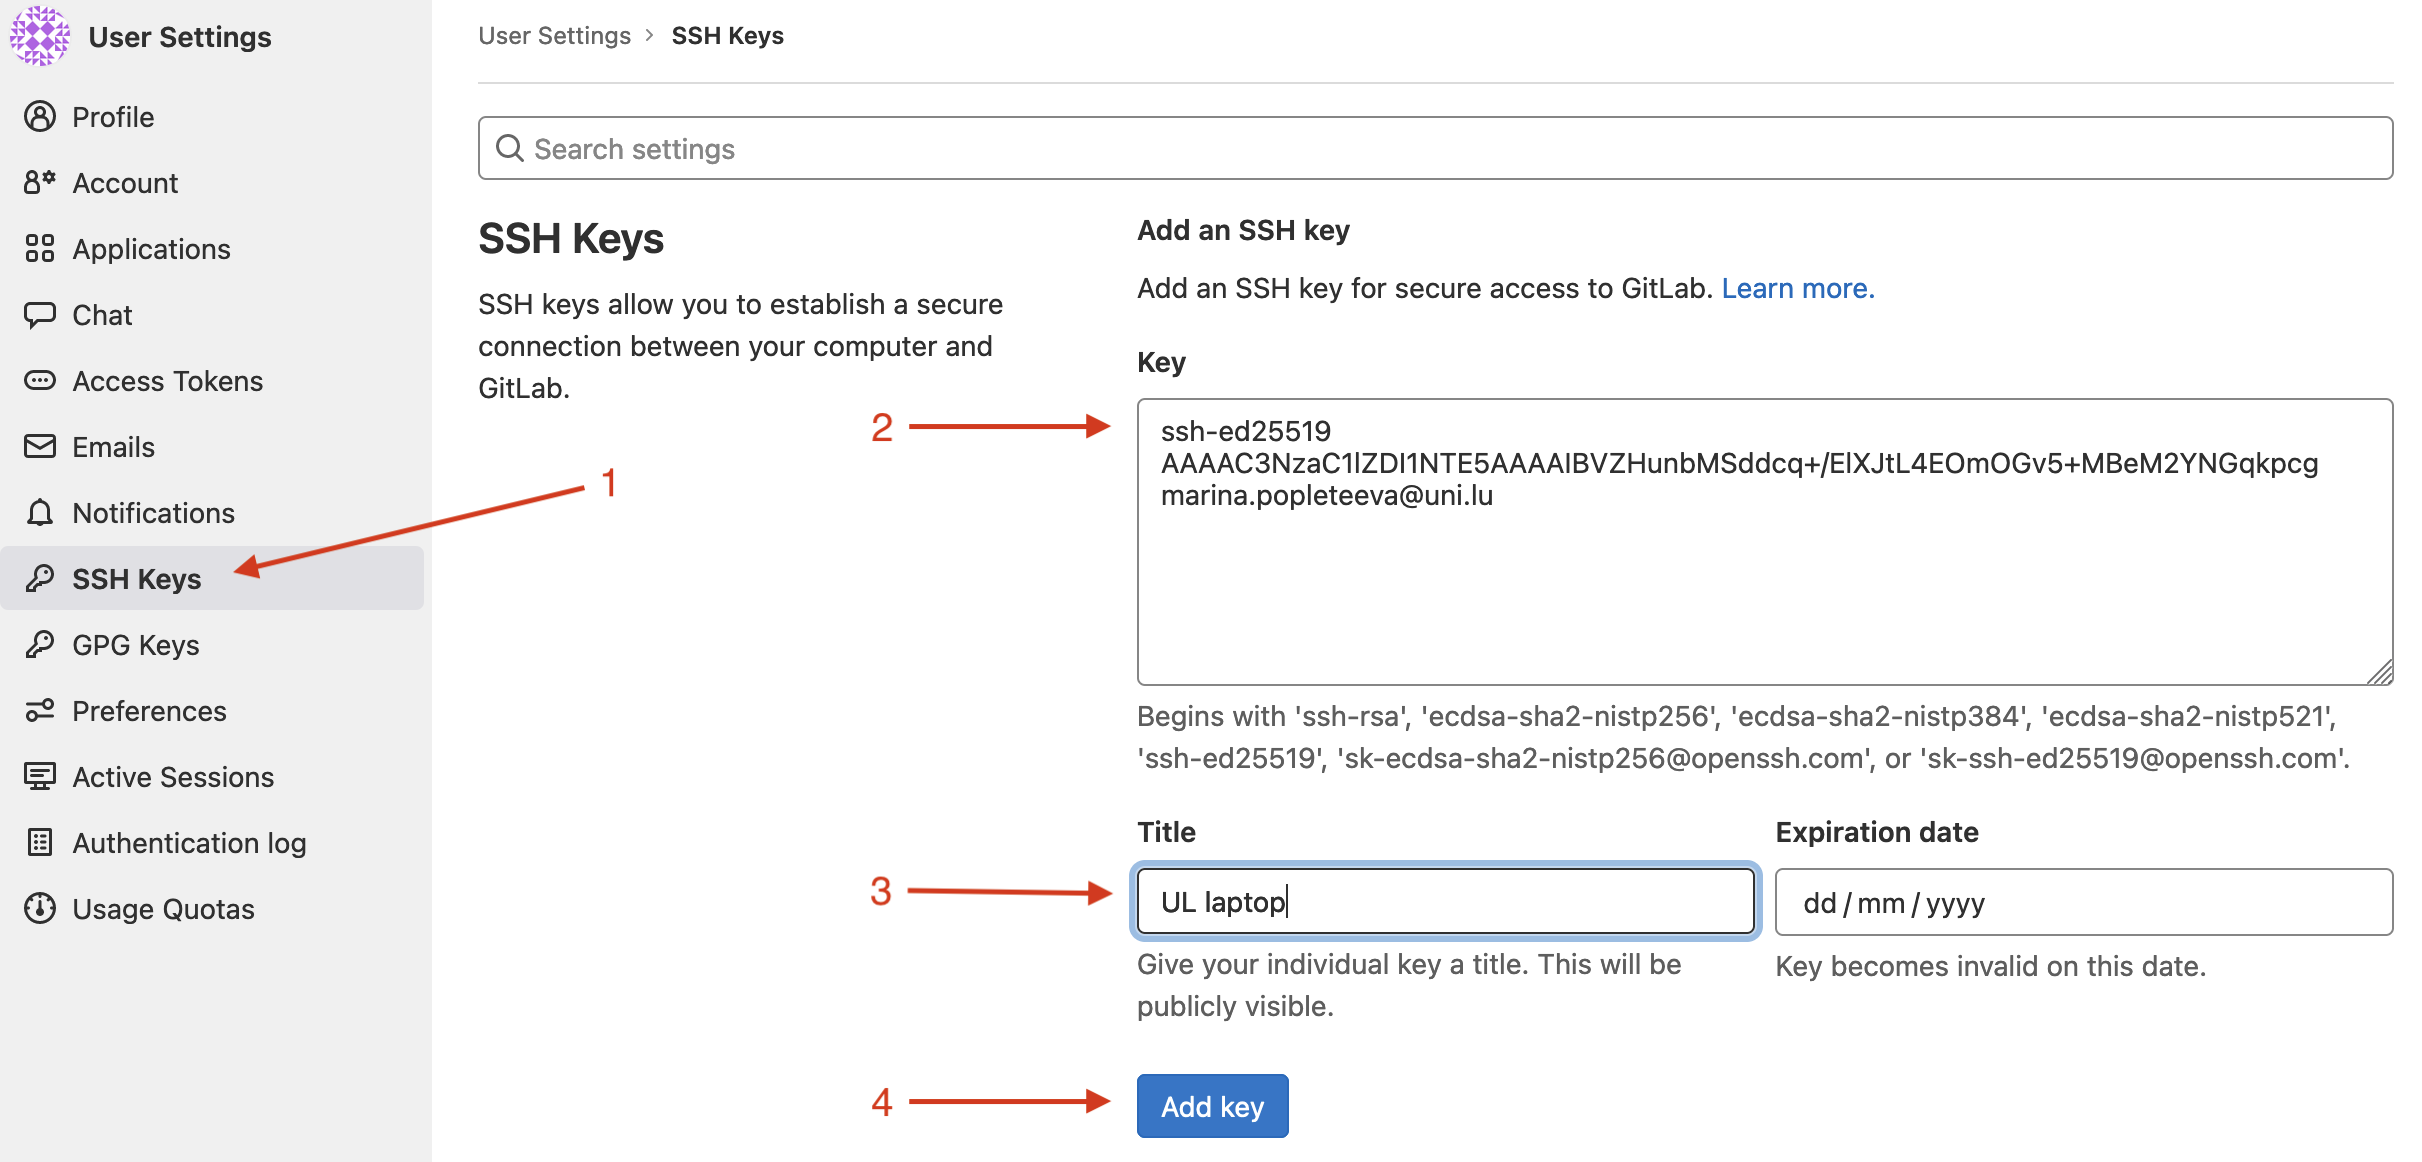 User Settings
Profile
Account
Applications
Chat
Access Tokens
Emails
Notifications
SSH Keys
GPG Keys
Preferences
Active Sessions
Authentication log
Usage Quotas
1
User Settings › SSH Keys
Search settings
SSH Keys
SSH keys allow you to establish a secure
connection between your computer and
GitLab.
Add an SSH key
Add an SSH key for secure access to GitLab. Learn more.
Key
2
ssh-ed25519
AAAAC3NzaC1lZDI1NTE5AAAAIBVZHunbMSddcq+/ElXJtL4EOmOGv5+MBeM2YNGqkpcg
marina.popleteeva@uni.lu
Begins with 'ssh-rsa', 'ecdsa-sha2-nistp256', 'ecdsa-sha2-nistp384', 'ecdsa-sha2-nistp521',
'ssh-ed25519', 'sk-ecdsa-sha2-nistp256@openssh.com', or 'sk-ssh-ed25519@openssh.com'.
Title
Expiration date
3
UL laptop
dd / mm / yyyy
Give your individual key a title. This will be
publicly visible.
Key becomes invalid on this date.
4
Add key